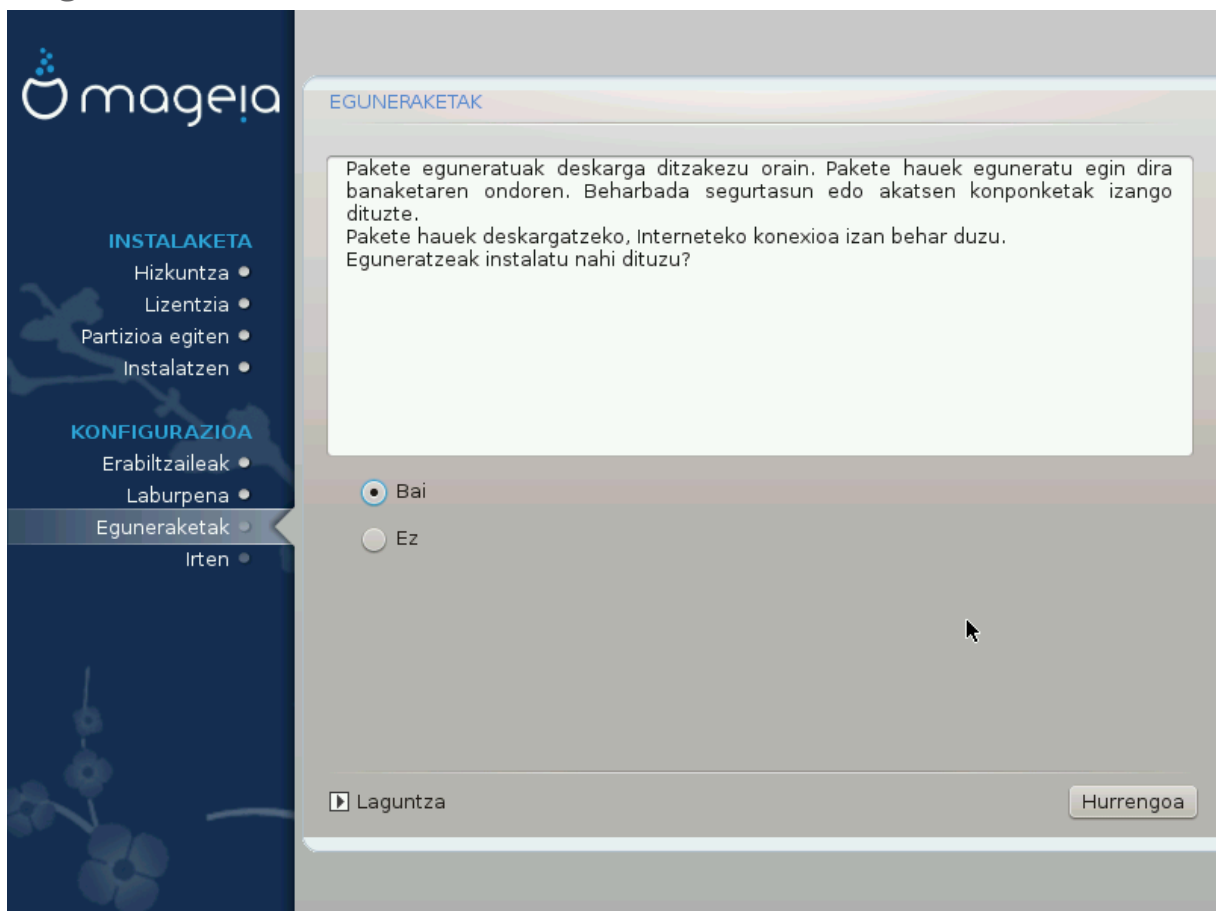 mageia
INSTALAKETA
Hizkuntza
Lizentzia
Partizioa egiten
Instalatzen
KONFIGURAZIOA
Erabiltzaileak
Laburpena
Eguneraketak
Irten
EGUNERAKETAK
Pakete eguneratuak deskarga ditzakezu orain. Pakete hauek eguneratu egin dira
banaketaren ondoren. Beharbada segurtasun edo akatsen konponketak izango
dituzte.
Pakete hauek deskargatzeko, Interneteko konexioa izan behar duzu.
Eguneratzeak instalatu nahi dituzu?
Bai
Ez
Laguntza
Hurrengoa